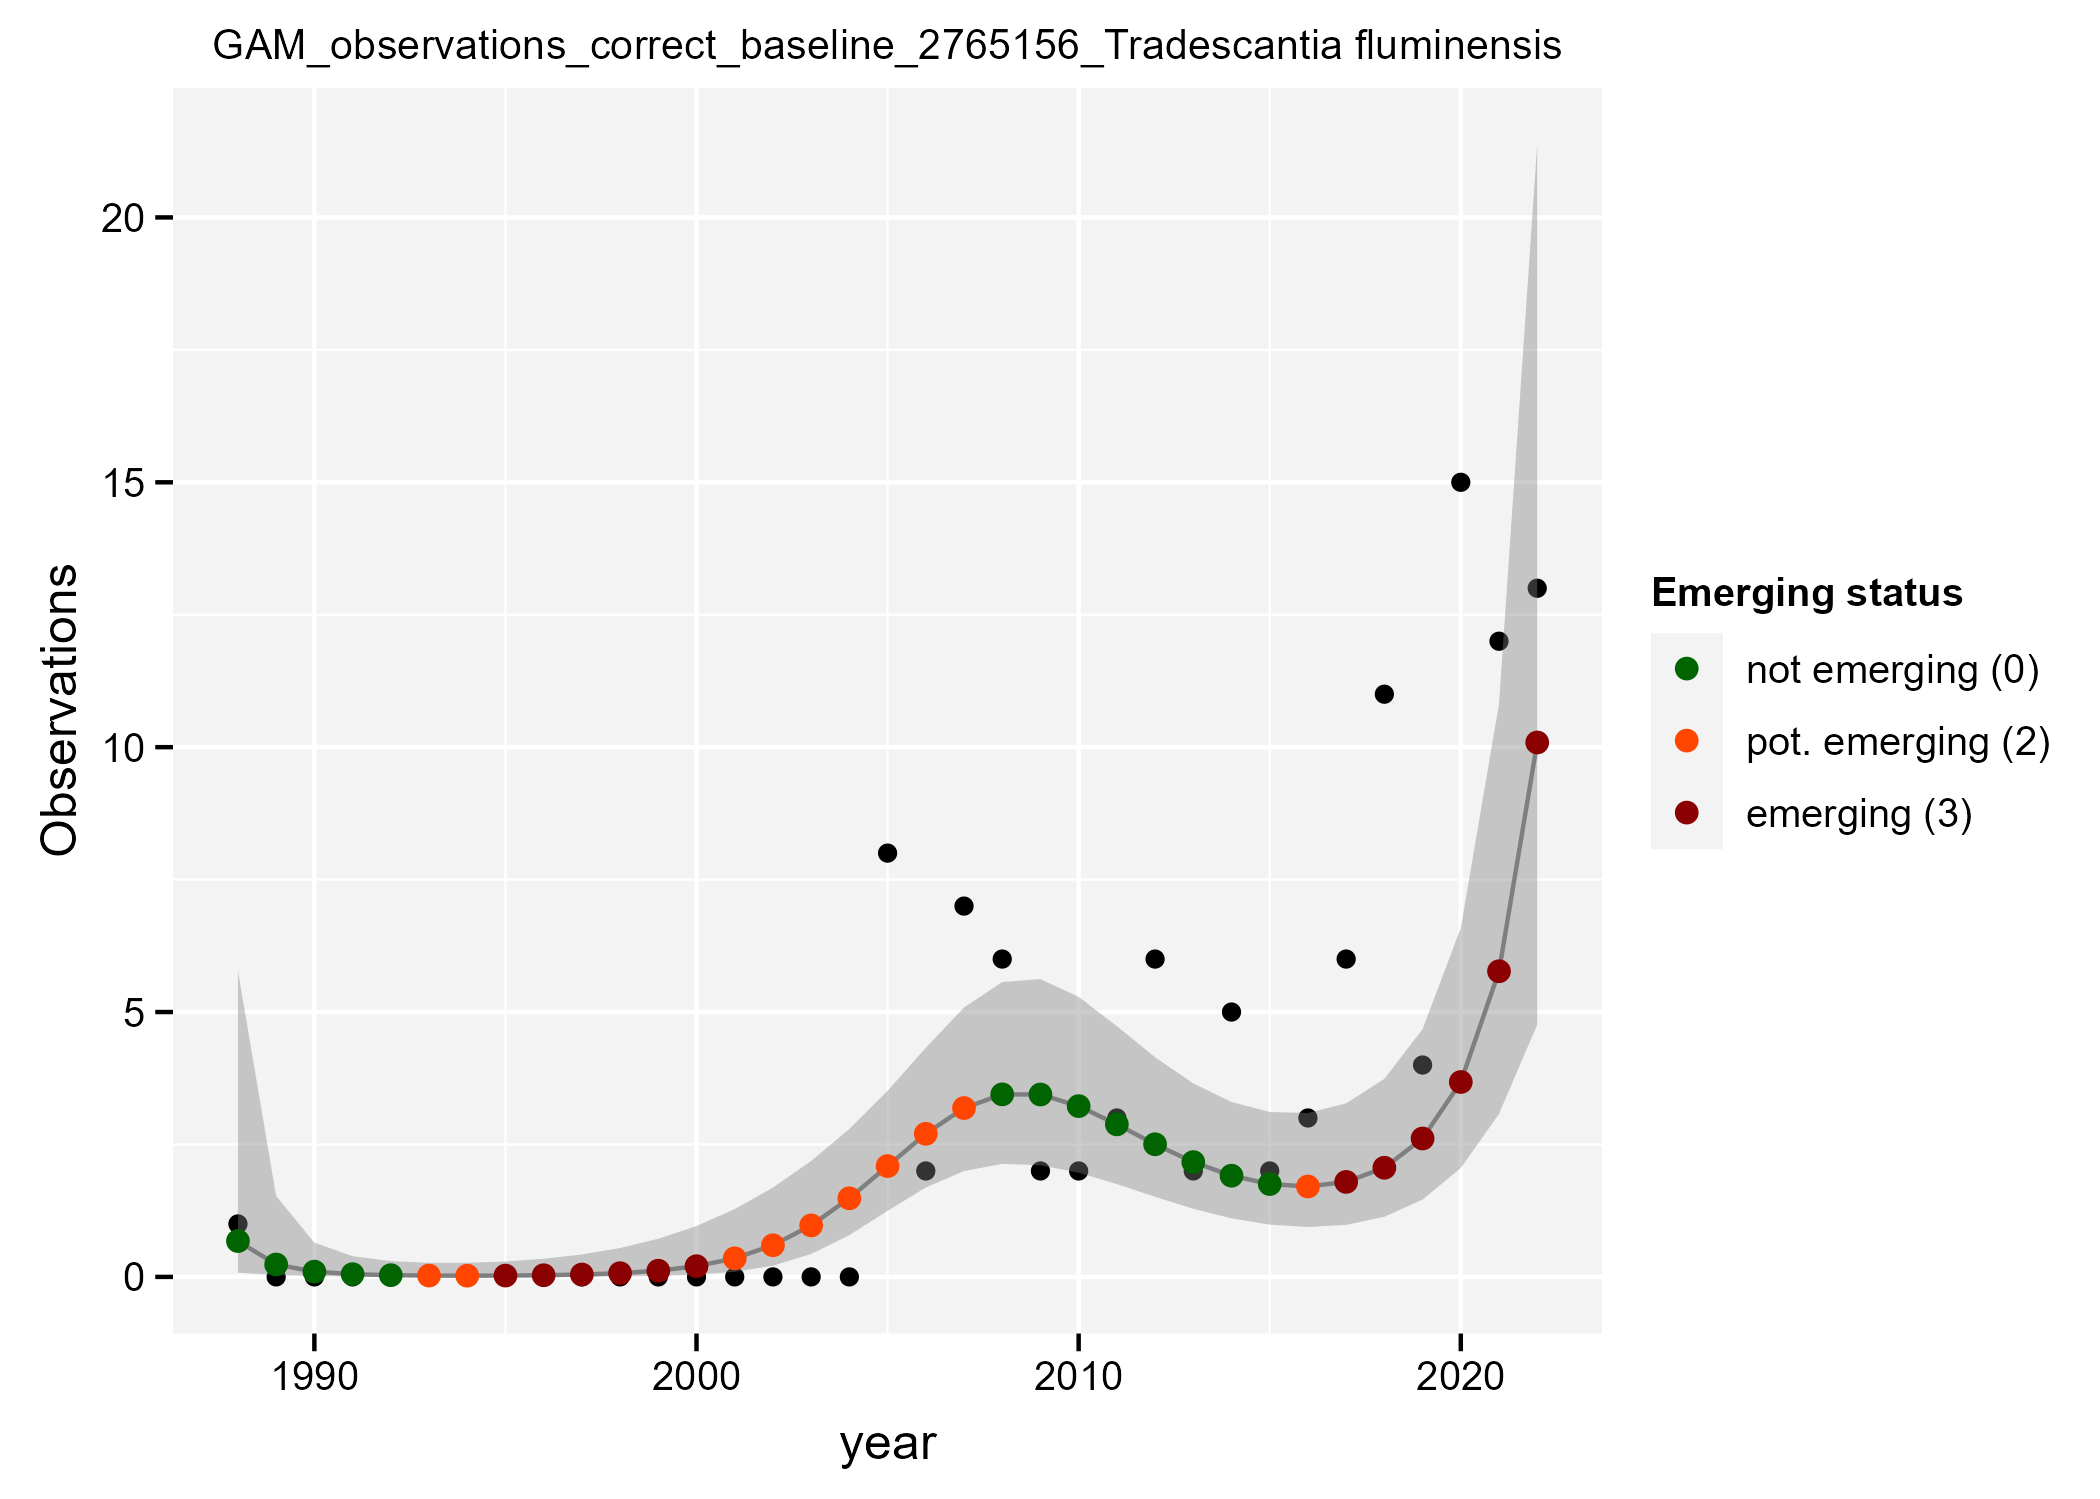 GAM_observations_correct_baseline_2765156_Tradescantia fluminensis
20
15
10
5
0
Observations
1990 2000 2010 2020
year
Emerging status
not emerging (0)
pot. emerging (2)
emerging (3)